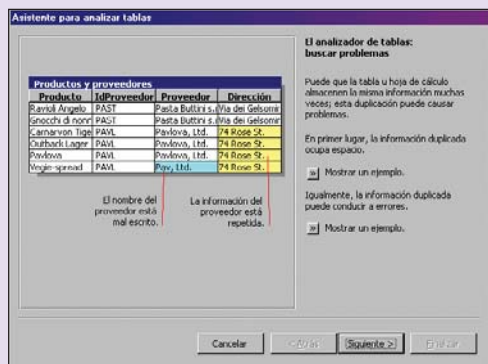 Asistente para analizar tablas
Productos y proveedores
Producto IdProveedor Proveedor Dirección
Ravioli Angelo PAST Pasta Buttini s.( Via dei Gelsomir
Gnocchi di nonr PAST Pasta Buttini s.( Via dei Gelsomir
Carnarvon Tige PAVL Pavlova, Ltd. 74 Rose St.
Outback Lager PAVL Pavlova, Ltd. 74 Rose St.
Pavlova PAVL Pavlova, Ltd. 74 Rose St.
Vegie-spread PAVL Pav, Ltd. 74 Rose St.
El nombre del
proveedor está
mal escrito.
La información del
proveedor está
repetida.
El analizador de tablas:
buscar problemas
Puede que la tabla u hoja de cálculo
almacenen la misma información muchas
veces; esta duplicación puede causar
problemas.
En primer lugar, la información duplicada
ocupa espacio.
Mostrar un ejemplo.
Igualmente, la información duplicada
puede conducir a errores.
Mostrar un ejemplo.
Cancelar < Atrás Siguiente > Finalizar